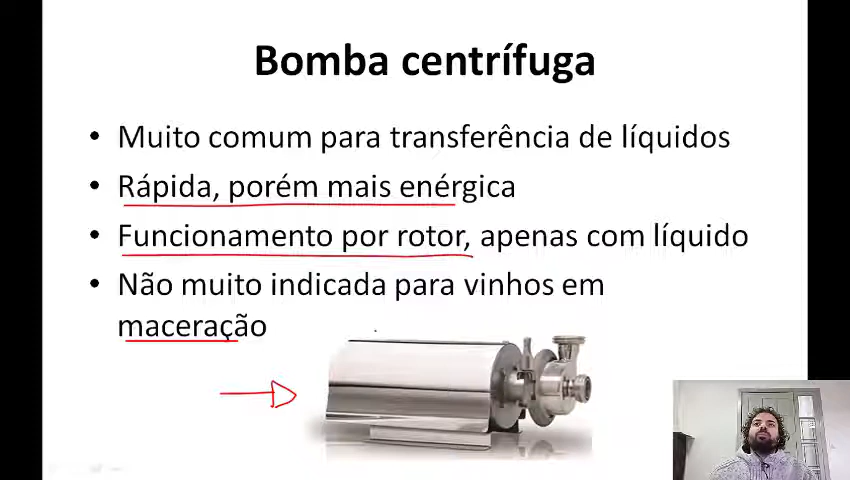 Bomba centrífuga
• Muito comum para transferência de líquidos
• Rápida, porém mais enérgica
• Funcionamento por rotor, apenas com líquido
• Não muito indicada para vinhos em
maceração